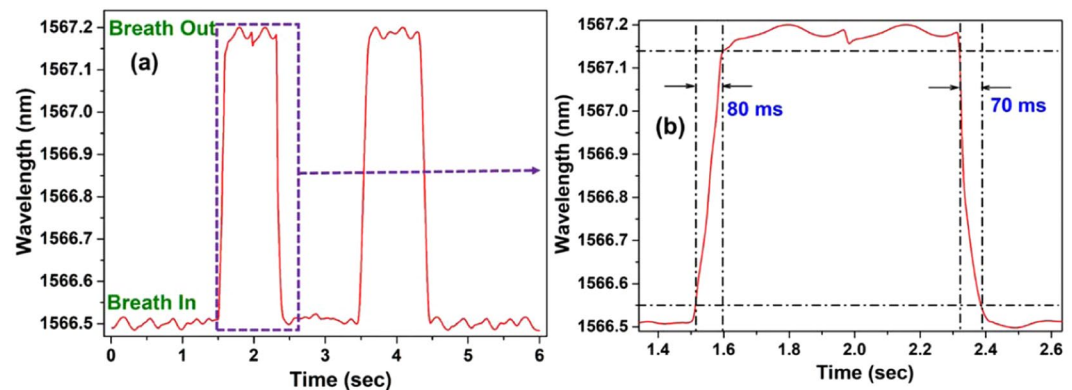 Breath Out
(a)
Breath In
1567.2
1567.1
1567.0
1566.9
1566.8
1566.7
1566.6
1566.5
Wavelength (nm)
0 1 2 3 4 5 6
Time (sec)
1567.2
1567.1
1567.0
1566.9
1566.8
1566.7
1566.6
1566.5
Wavelength (nm)
(b)
80 ms
70 ms
1.4 1.6 1.8 2.0 2.2 2.4 2.6
Time (sec)